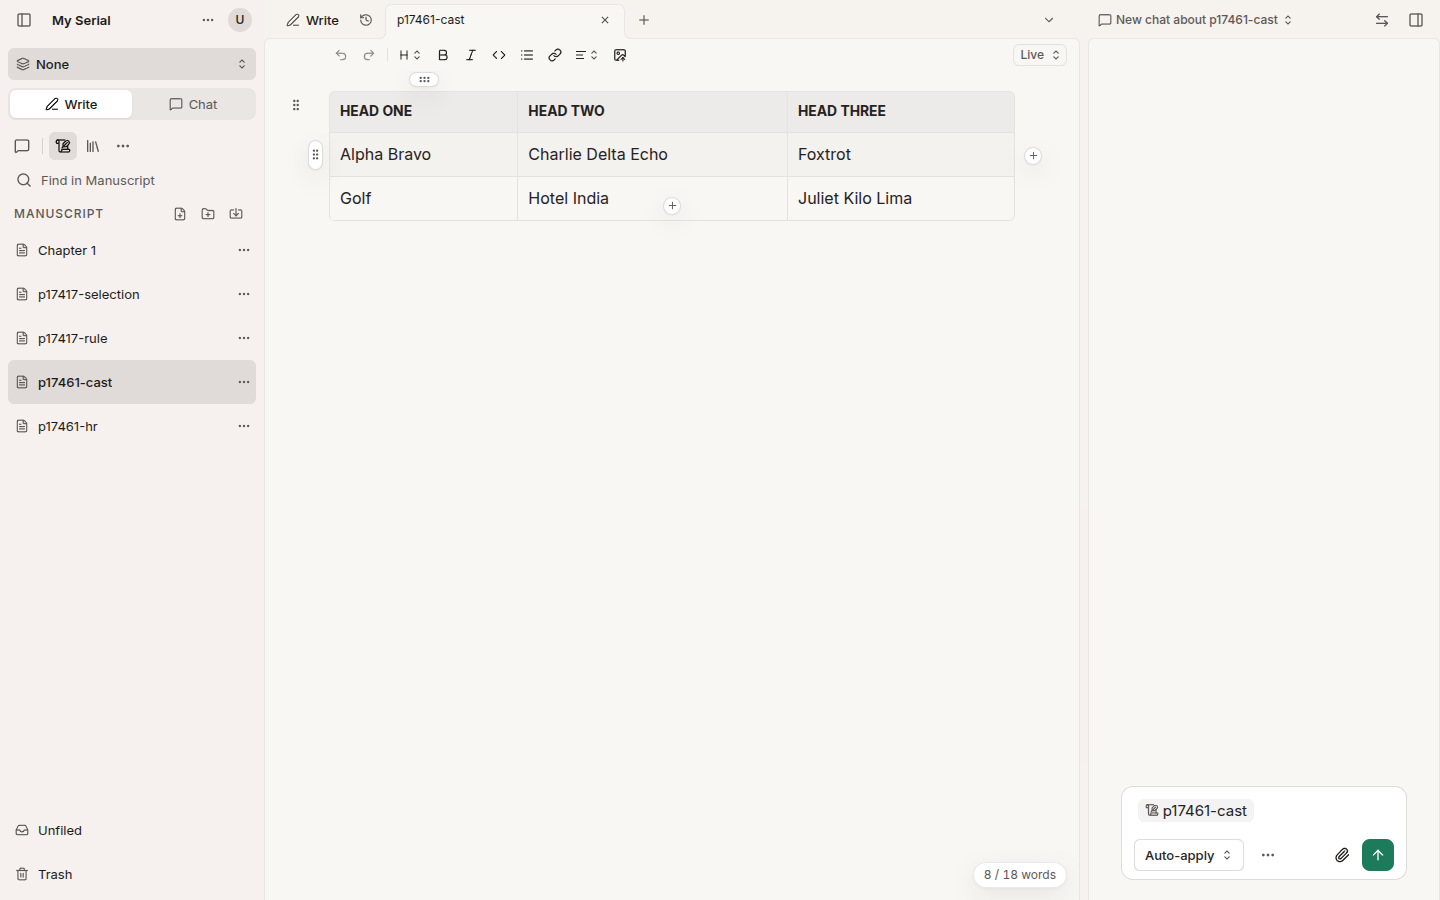 My Serial
U
None
Write
Chat
Find in Manuscript
MANUSCRIPT
Chapter 1
p17417-selection
p17417-rule
p17461-cast
p17461-hr
Unfiled
Trash
Write
p17461-cast
H
B
I
Live
HEAD ONE HEAD TWO HEAD THREE
Alpha Bravo Charlie Delta Echo Foxtrot
Golf Hotel India Juliet Kilo Lima
8 / 18 words
New chat about p17461-cast
p17461-cast
Auto-apply